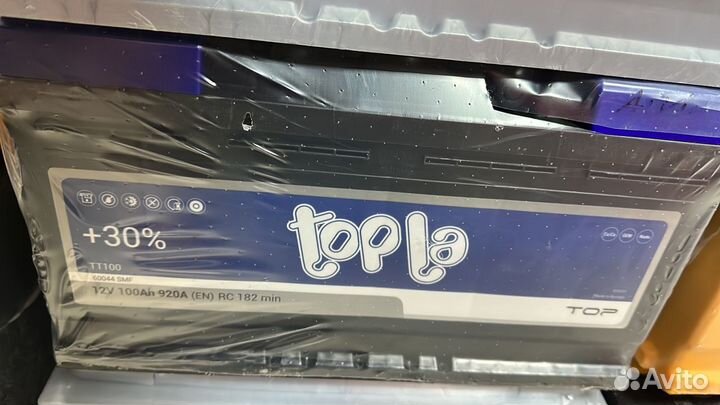 +30%
topla
TT100
60044 SMF
12V 100Ah 920A (EN) RC 182 min
TOP
Avito